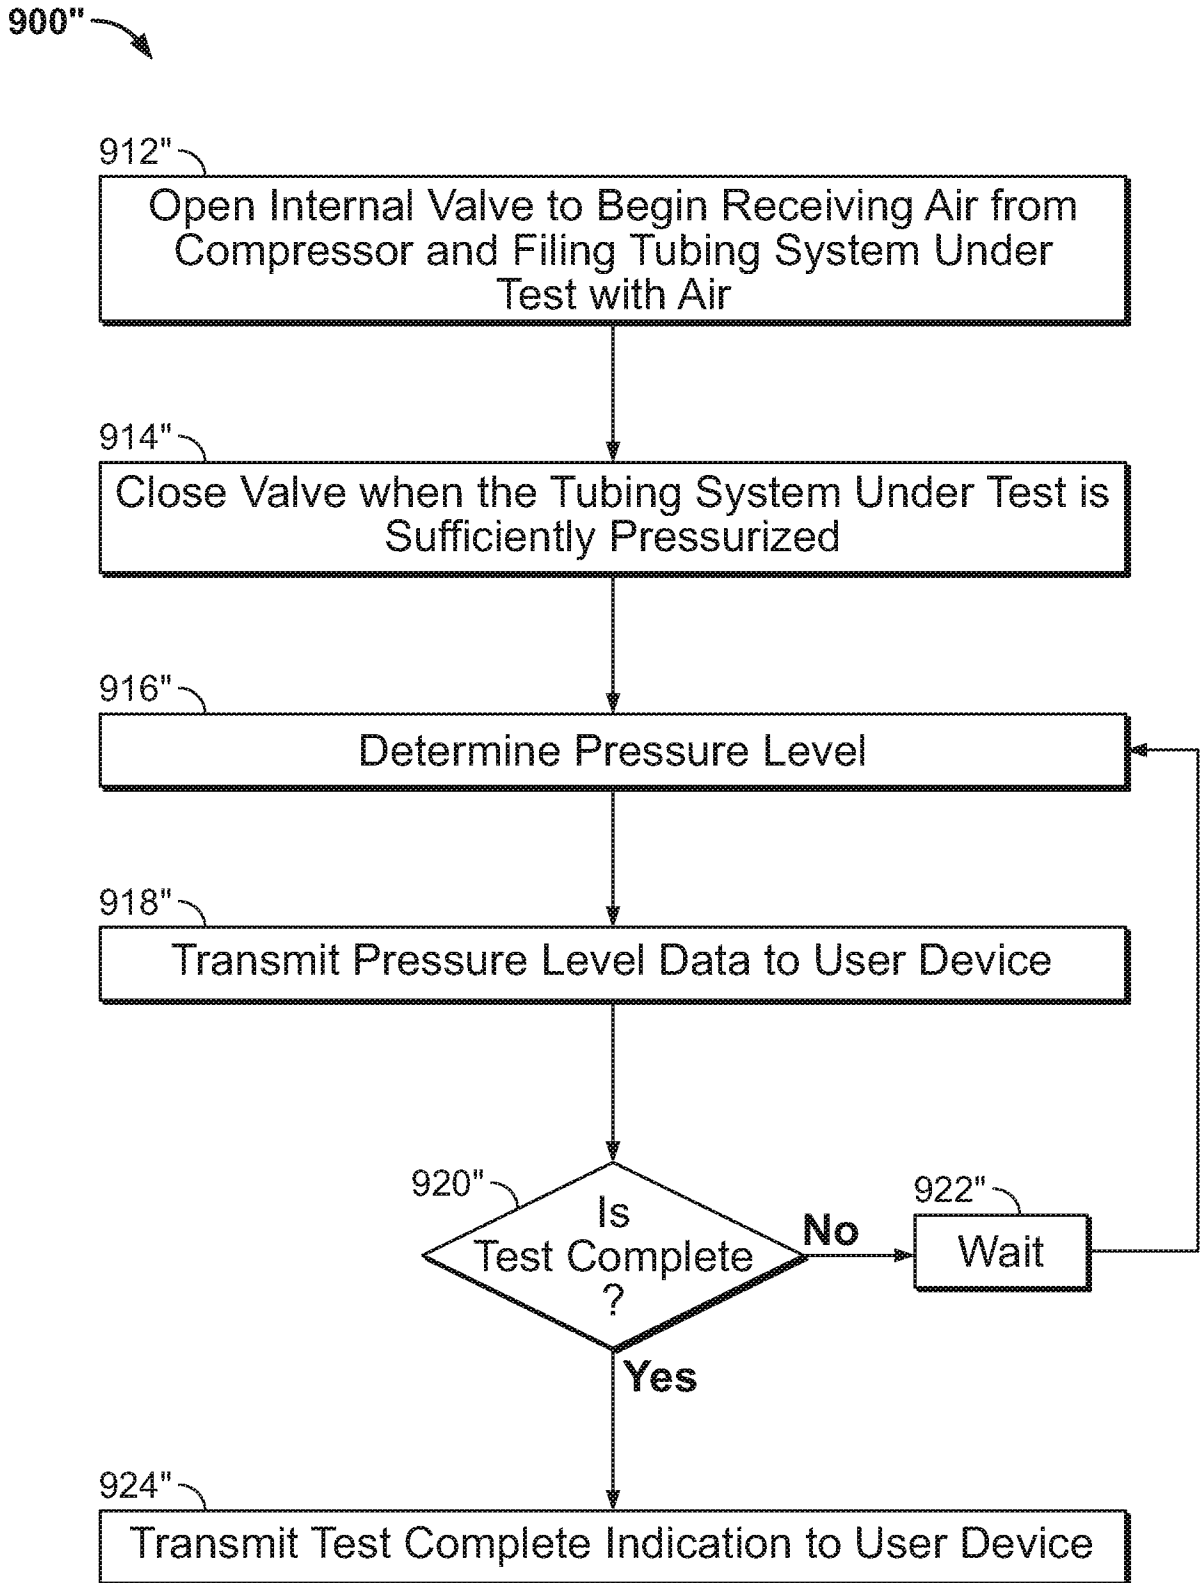 900"
912"
Open Internal Valve to Begin Receiving Air from
Compressor and Filing Tubing System Under
Test with Air
914"
Close Valve when the Tubing System Under Test is
Sufficiently Pressurized
916"
Determine Pressure Level
918"
Transmit Pressure Level Data to User Device
920"
Is
Test Complete
?
No
922"
Wait
Yes
924"
Transmit Test Complete Indication to User Device